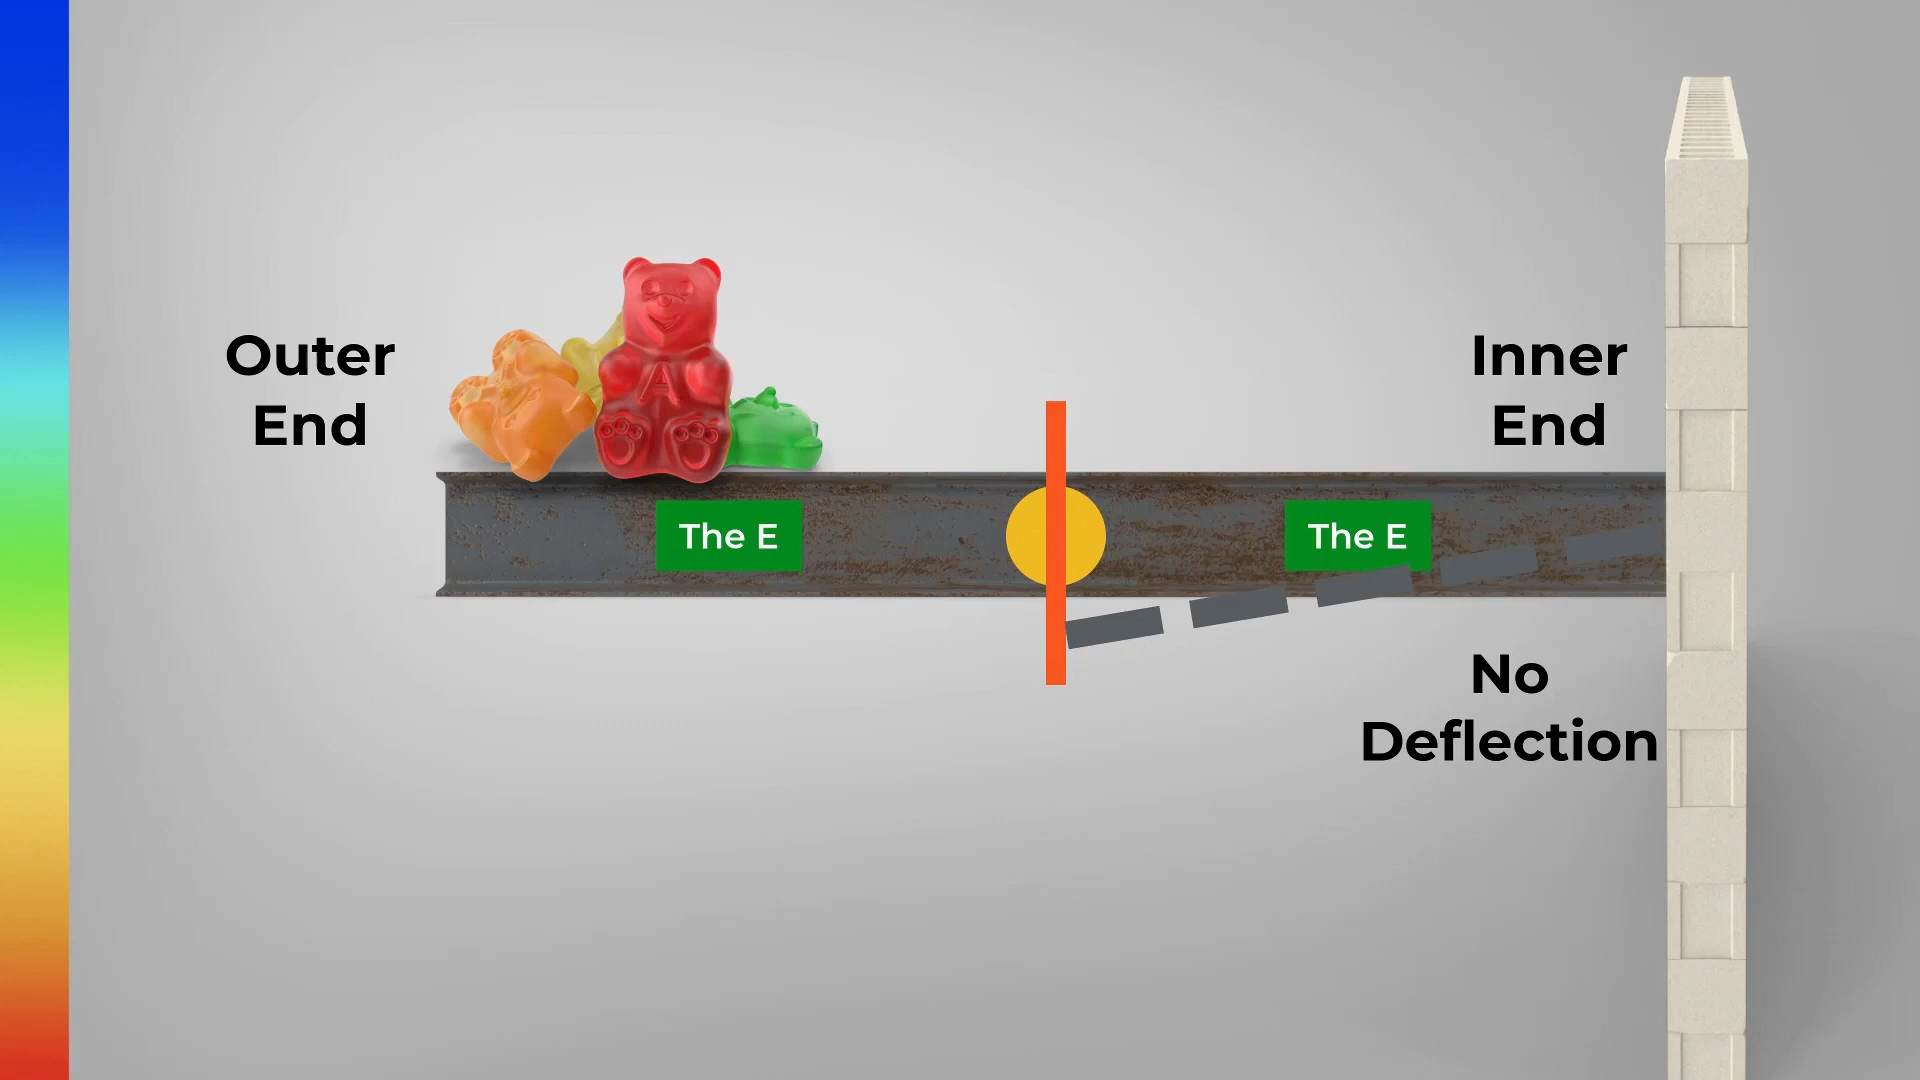 Outer
End
Inner
End
A
The E
The E
No
Deflection